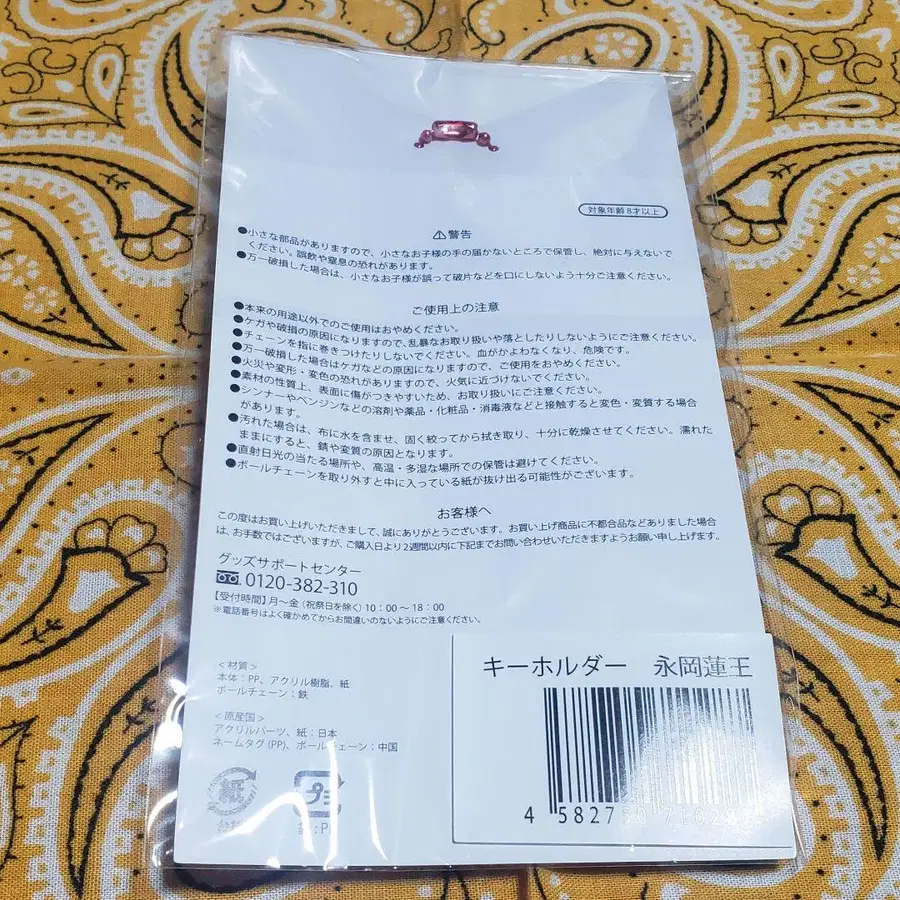 対象年齢8才以上
⚠警告
●小さな部品がありますので、小さなお子様の手の届かないところで保管し、絶対に与えないで
ください。誤飲や窒息の恐れがあります。
●万一破損した場合は、小さなお子様が誤って破片などを口にしないよう十分ご注意ください。
ご使用上の注意
●本来の用途以外でのご使用はおやめください。
●ケガや破損の原因になりますので、乱暴なお取り扱いや落としたりしないようにご注意ください。
●チェーンを指に巻きつけたりしないでください。血がかよわなくなり、危険です。
●万一破損した場合はケガなどの原因になりますので、ご使用をおやめください。
●火災や変形・変色の恐れがありますので、火気に近づけないでください。
●素材の性質上、表面に傷がつきやすいため、お取り扱いにご注意ください。
●シンナーやベンジンなどの溶剤や薬品・化粧品・消毒液などと接触すると変色・変質する場合
があります。
●汚れた場合は、布に水を含ませ、固く絞ってから拭き取り、十分に乾燥させてください。濡れた
ままにすると、錆や変質の原因となります。
●直射日光の当たる場所や、高温・多湿な場所での保管は避けてください。
●ボールチェーンを取り外すと中に入っている紙が抜け出る可能性がございます。
お客様へ
この度はお買い上げいただきまして、誠にありがとうございます。お買い上げ商品に不都合品などありました場合
は、お手数ではございますが、ご購入日より2週間以内に下記までお問い合わせいただきますようお願い申し上げます。
グッズサポートセンター
0120-382-310
【受付時間】月〜金（祝祭日を除く）10：00〜18：00
※電話番号はよく確かめてからお間違いのないようにご注意ください。
＜材質＞
本体：PP、アクリル樹脂、紙
ボールチェーン：鉄
＜原産国＞
アクリルパーツ、紙：日本
ネームタグ(PP)、ボールチェーン：中国
紙
プラ
キーホルダー 永岡蓮王
4 582750